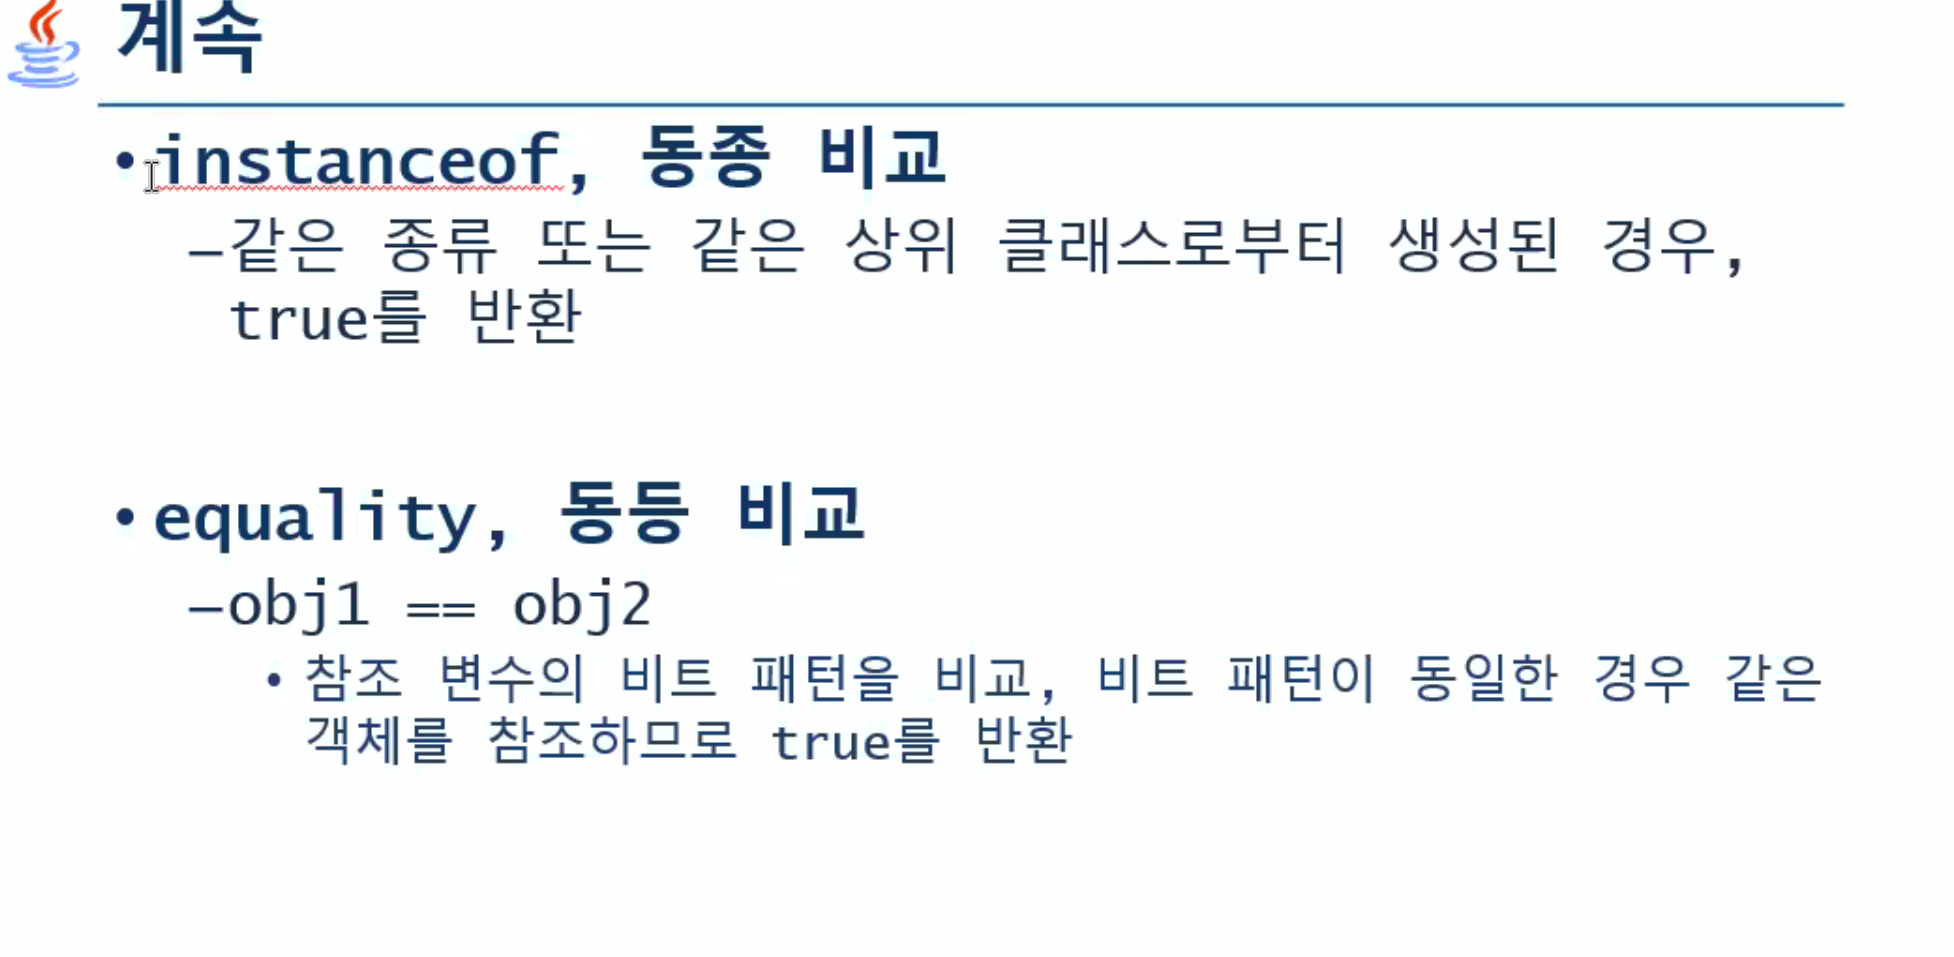 계속
•instanceof, 동종 비교
–같은 종류 또는 같은 상위 클래스로부터 생성된 경우,
true를 반환
•equality, 동등 비교
–obj1 == obj2
• 참조 변수의 비트 패턴을 비교, 비트 패턴이 동일한 경우 같은
객체를 참조하므로 true를 반환